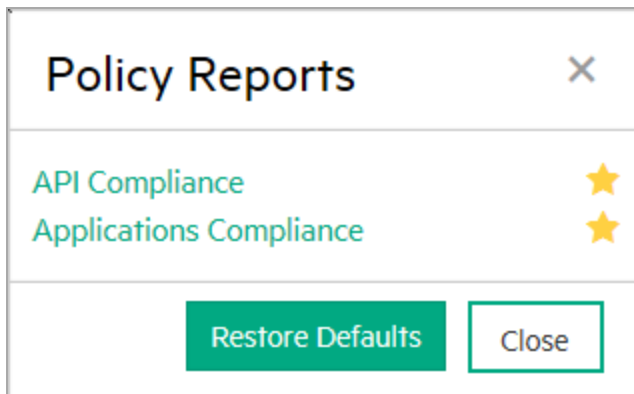 Policy Reports
API Compliance
Applications Compliance
Restore Defaults Close